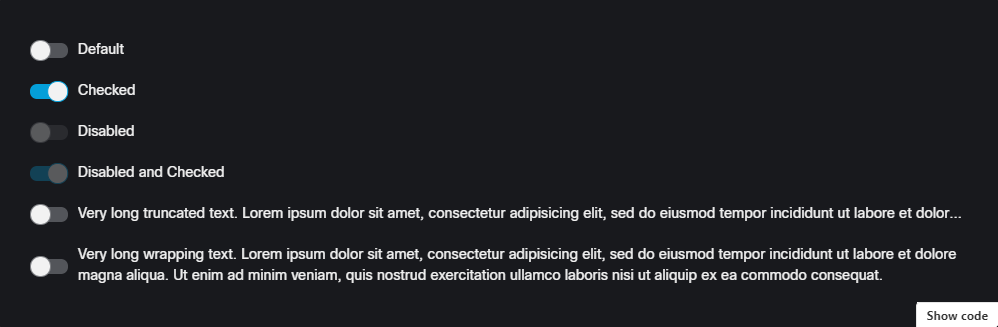 Default
Checked
Disabled
Disabled and Checked
Very long truncated text. Lorem ipsum dolor sit amet, consectetur adipisicing elit, sed do eiusmod tempor incididunt ut labore et dolor...
Very long wrapping text. Lorem ipsum dolor sit amet, consectetur adipisicing elit, sed do eiusmod tempor incididunt ut labore et dolore
magna aliqua. Ut enim ad minim veniam, quis nostrud exercitation ullamco laboris nisi ut aliquip ex ea commodo consequat.
Show code